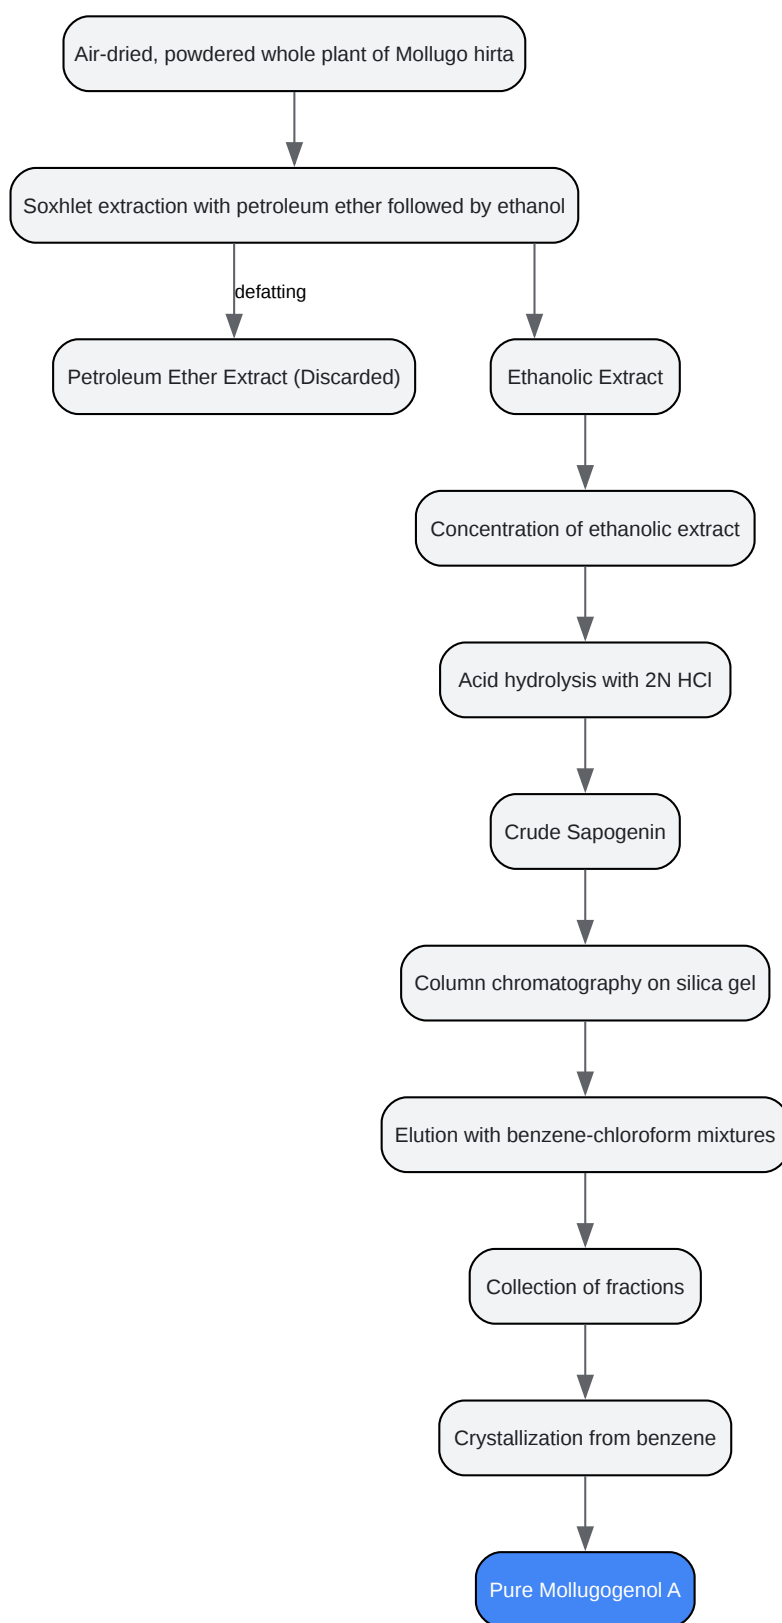 Air-dried, powdered whole plant of Mollugo hirta
Soxhlet extraction with petroleum ether followed by ethanol
defatting
Petroleum Ether Extract (Discarded)
Ethanolic Extract
Concentration of ethanolic extract
Acid hydrolysis with 2N HCl
Crude Sapogenin
Column chromatography on silica gel
Elution with benzene-chloroform mixtures
Collection of fractions
Crystallization from benzene
Pure Mollugogenol A